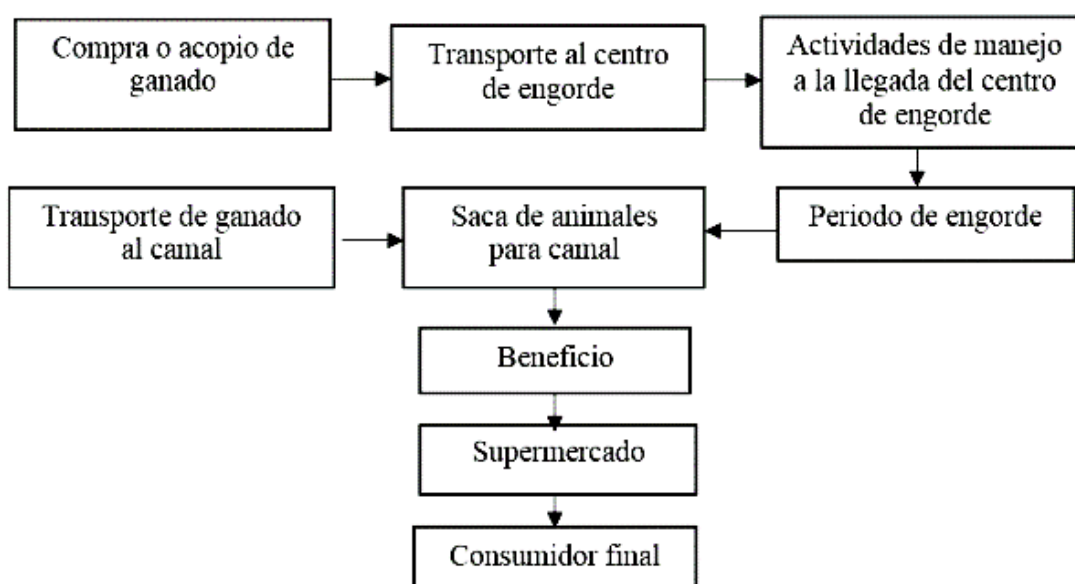 Compra o acopio de
ganado
Transporte al centro
de engorde
Actividades de manejo
a la llegada del centro
de engorde
Transporte de ganado
al camal
Saca de animales
para camal
Periodo de engorde
Beneficio
Supermercado
Consumidor final